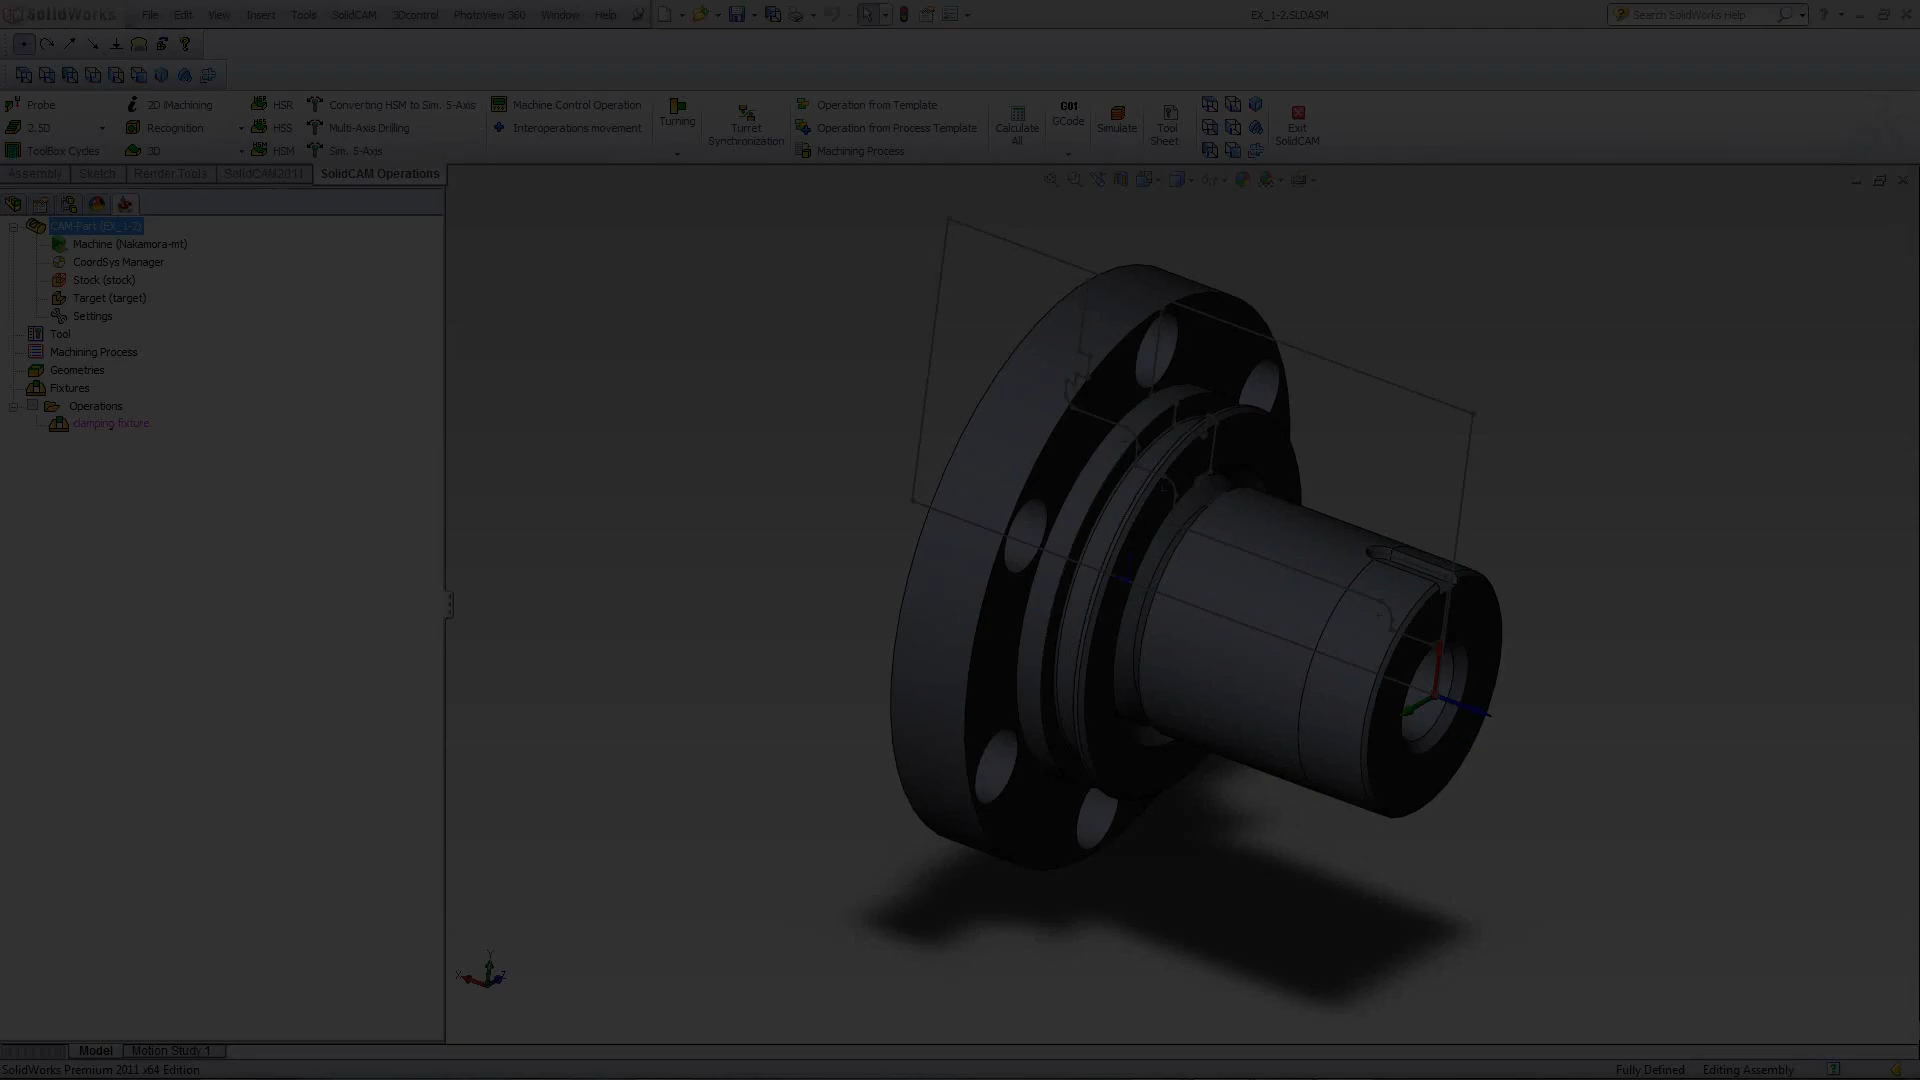 SolidWorks File Edit View Insert Tools SolidCAM 3Dcontrol PhotoView 360 Window Help EX_1-2.SLDASM Search SolidWorks Help
Probe 2D iMachining HSR Converting HSM to Sim. 5-Axis Machine Control Operation Operation from Template
2.5D Recognition HSS Multi-Axis Drilling Interoperations movement Turning Turret Synchronization Operation from Process Template Calculate All G01 GCode Simulate Tool Sheet Exit SolidCAM
ToolBox Cycles 3D HSM Sim. 5-Axis Machining Process
Assembly Sketch Render Tools SolidCAM2011 SolidCAM Operations
CAM-Part (EX_1-2)
Machine (Nakamora-mt)
CoordSys Manager
Stock (stock)
Target (target)
Settings
Tool
Machining Process
Geometries
Fixtures
Operations
clamping fixture
Y
X Z
Model Motion Study 1
SolidWorks Premium 2011 x64 Edition Fully Defined Editing Assembly